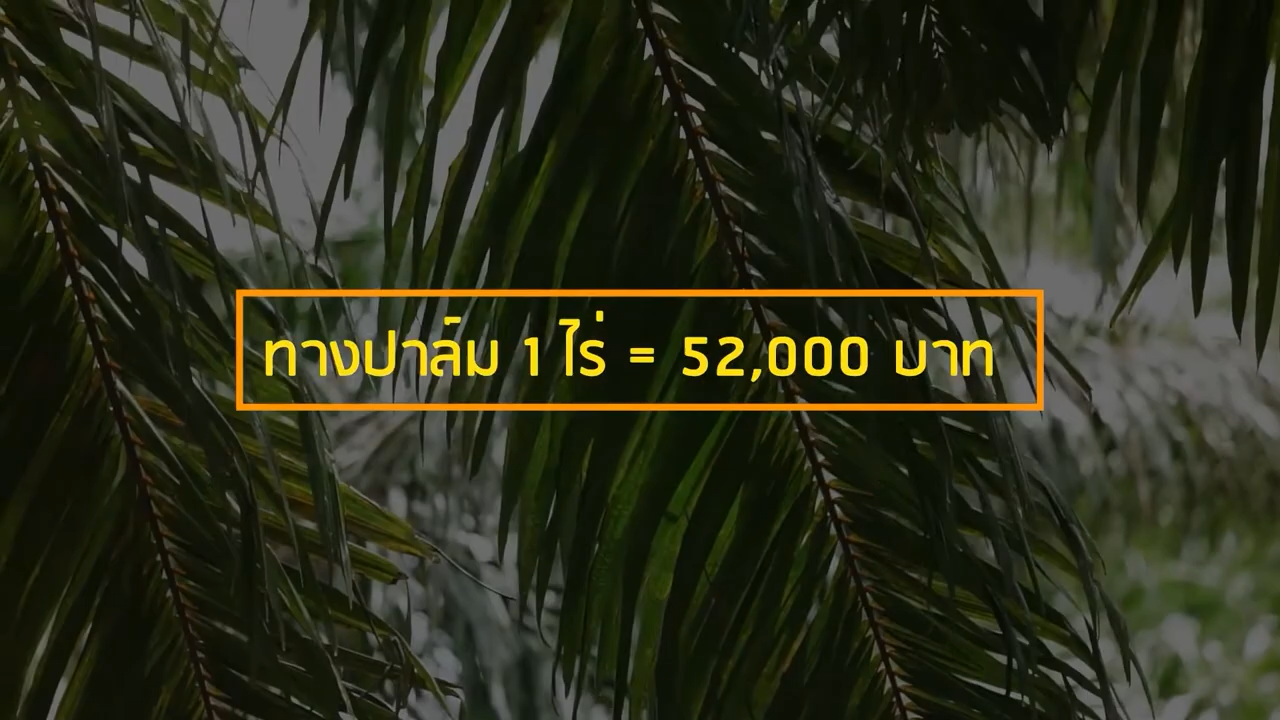 ทางปาล์ม 1 ไร่ = 52,000 บาท